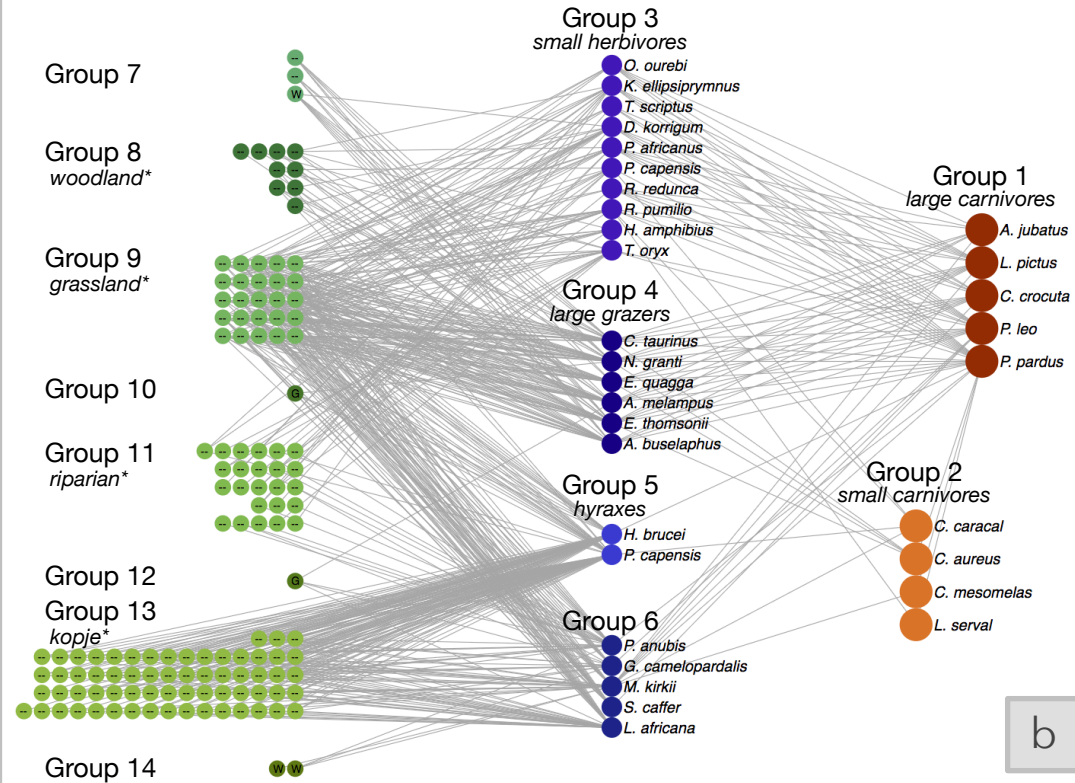 Group 7
--
--
W
Group 8
woodland*
-- -- -- --
-- --
-- --
--
Group 9
grassland*
-- -- -- -- --
-- -- -- -- --
-- -- -- -- --
-- -- -- -- --
-- -- -- -- --
Group 10
G
Group 11
riparian*
-- -- -- -- -- --
-- -- -- -- --
-- -- -- -- --
-- -- --
-- -- -- -- --
Group 12
G
Group 13
kopje*
-- -- --
-- -- -- -- -- -- -- -- -- -- -- -- -- -- --
-- -- -- -- -- -- -- -- -- -- -- -- -- -- --
-- -- -- -- -- -- -- -- -- -- -- -- -- -- --
-- -- -- -- -- -- -- -- -- -- -- -- -- -- -- --
Group 14
W W
Group 3
small herbivores
O. ourebi
K. ellipsiprymnus
T. scriptus
D. korrigum
P. africanus
P. capensis
R. redunca
R. pumilio
H. amphibius
T. oryx
Group 4
large grazers
C. taurinus
N. granti
E. quagga
A. melampus
E. thomsonii
A. buselaphus
Group 5
hyraxes
H. brucei
P. capensis
Group 6
P. anubis
G. camelopardalis
M. kirkii
S. caffer
L. africana
Group 1
large carnivores
A. jubatus
L. pictus
C. crocuta
P. leo
P. pardus
Group 2
small carnivores
C. caracal
C. aureus
C. mesomelas
L. serval
b